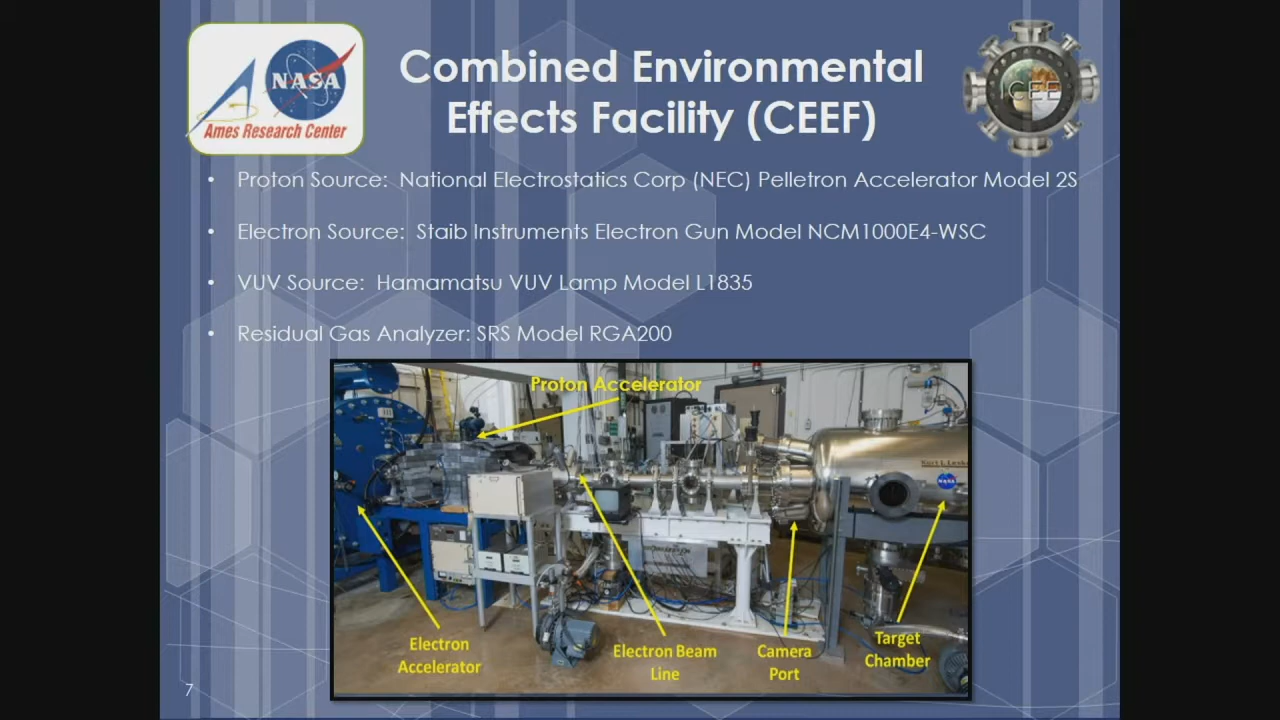 NASA
Ames Research Center
Combined Environmental
Effects Facility (CEEF)
CEE
• Proton Source: National Electrostatics Corp (NEC) Pelletron Accelerator Model 2S
• Electron Source: Staib Instruments Electron Gun Model NCM1000E4-WSC
• VUV Source: Hamamatsu VUV Lamp Model L1835
• Residual Gas Analyzer: SRS Model RGA200
Proton Accelerator
NASA
Electron
Accelerator
Electron Beam
Line
Camera
Port
Target
Chamber
7